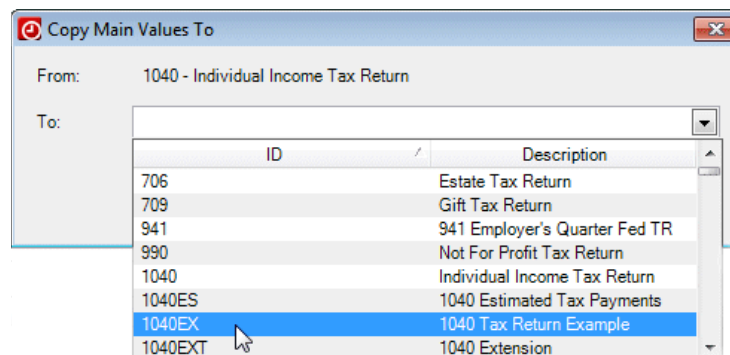 Copy Main Values To
From: 1040 - Individual Income Tax Return
To:
ID Description
706 Estate Tax Return
709 Gift Tax Return
941 941 Employer's Quarter Fed TR
990 Not For Profit Tax Return
1040 Individual Income Tax Return
1040ES 1040 Estimated Tax Payments
1040EX 1040 Tax Return Example
1040EXT 1040 Extension